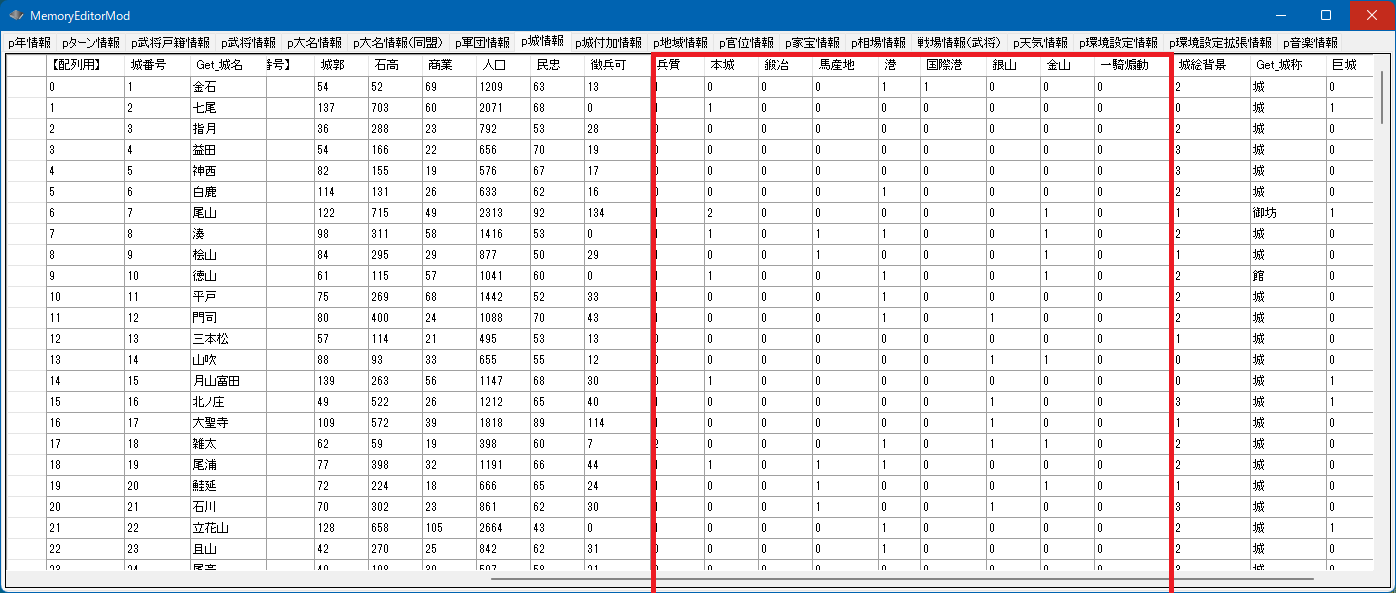 MemoryEditorMod
p年情報 pターン情報 p武将戸籍情報 p武将情報 p大名情報 p大名情報(同盟) p軍団情報 p城情報 p城付加情報 p地域情報 p官位情報 p家宝情報 p相場情報 戦場情報(武将) p天気情報 p環境設定情報 p環境設定拡張情報 p音楽情報
【配列用】 城番号 Get_城名 番号】 城郭 石高 商業 人口 民忠 徴兵可 兵質 本城 鍛冶 馬産地 港 国際港 銀山 金山 一騎煽動 城絵背景 Get_城称 巨城
0 1 金石 54 52 69 1209 63 13 1 0 0 0 1 1 0 0 0 2 城 0
1 2 七尾 137 703 60 2071 68 0 1 1 0 0 0 0 0 0 0 0 城 1
2 3 指月 36 288 23 792 53 28 0 0 0 0 0 0 0 0 0 2 城 0
3 4 益田 54 166 22 656 70 19 0 0 0 0 0 0 0 0 0 3 城 0
4 5 神西 82 155 19 576 67 17 0 0 0 0 0 0 0 0 0 3 城 0
5 6 白鹿 114 131 26 633 62 16 0 0 0 0 1 0 0 0 0 2 城 0
6 7 尾山 122 715 49 2313 92 134 1 2 0 0 0 0 0 1 0 1 御坊 1
7 8 湊 98 311 58 1416 53 0 1 1 0 1 1 0 0 1 0 2 城 0
8 9 桧山 84 295 29 877 50 29 1 0 0 1 0 0 0 1 0 1 城 0
9 10 徳山 61 115 57 1041 60 0 1 1 0 0 1 0 0 1 0 2 館 0
10 11 平戸 75 269 68 1442 52 33 1 0 0 0 1 0 0 0 0 2 城 0
11 12 門司 80 400 24 1088 70 43 1 0 0 0 1 0 1 0 0 2 城 0
12 13 三本松 57 114 21 495 53 13 0 0 0 0 0 0 0 0 0 1 城 0
13 14 山吹 88 93 33 655 55 12 0 0 0 0 0 0 1 1 0 0 城 0
14 15 月山富田 139 263 56 1147 68 30 0 1 0 0 0 0 0 0 0 0 城 1
15 16 北ノ庄 49 522 26 1212 65 40 1 0 0 0 0 0 1 0 0 3 城 1
16 17 大聖寺 109 572 39 1818 89 114 1 0 0 0 0 0 1 0 0 1 城 0
17 18 雑太 62 59 19 398 60 7 2 0 0 0 1 0 1 1 0 2 城 0
18 19 尾浦 77 398 32 1191 66 44 1 1 0 1 1 0 0 0 0 2 城 0
19 20 鮭延 72 224 18 666 65 24 1 0 0 1 0 0 0 1 0 1 城 0
20 21 石川 70 302 23 861 62 30 1 0 0 1 0 0 1 0 0 3 城 0
21 22 立花山 128 658 105 2664 43 0 1 0 0 0 1 0 0 0 0 2 城 1
22 23 且山 42 270 25 842 62 31 0 0 0 0 1 0 0 0 0 2 城 0